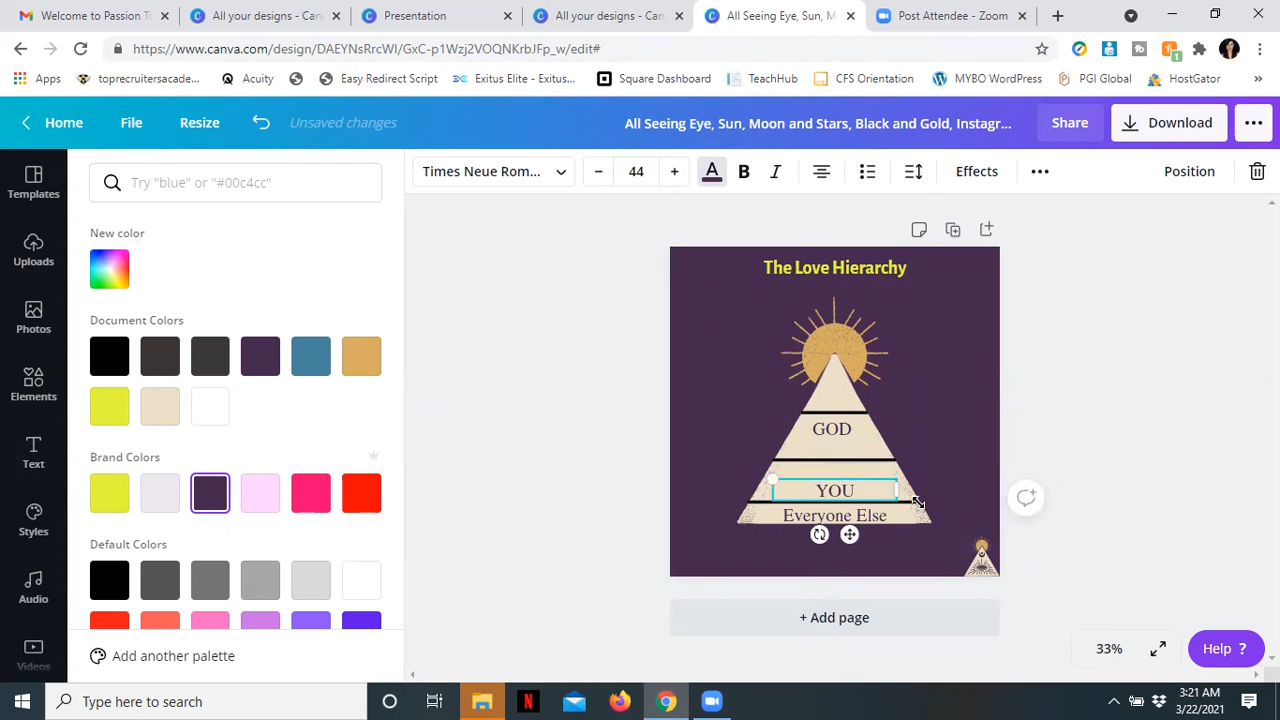 Welcome to Passion To
All your designs - Can
Presentation
All your designs - Can
All Seeing Eye, Sun, M
Post Attendee - Zoom
https://www.canva.com/design/DAEYNsRrcWI/GxC-p1Wzj2VOQNKrbJFp_w/edit#
Apps
toprecruitersacade...
Acuity
Easy Redirect Script
Exitus Elite - Exitus...
Square Dashboard
TeachHub
CFS Orientation
MYBO WordPress
PGI Global
HostGator
Home
File
Resize
Unsaved changes
All Seeing Eye, Sun, Moon and Stars, Black and Gold, Instagr...
Share
Download
Templates
Uploads
Photos
Elements
Text
Styles
Audio
Videos
Try "blue" or "#00c4cc"
New color
Document Colors
Brand Colors
Default Colors
Add another palette
Times Neue Rom...
44
A
B
I
Effects
Position
The Love Hierarchy
GOD
YOU
Everyone Else
+ Add page
33%
Help ?
Type here to search
3:21 AM
3/22/2021